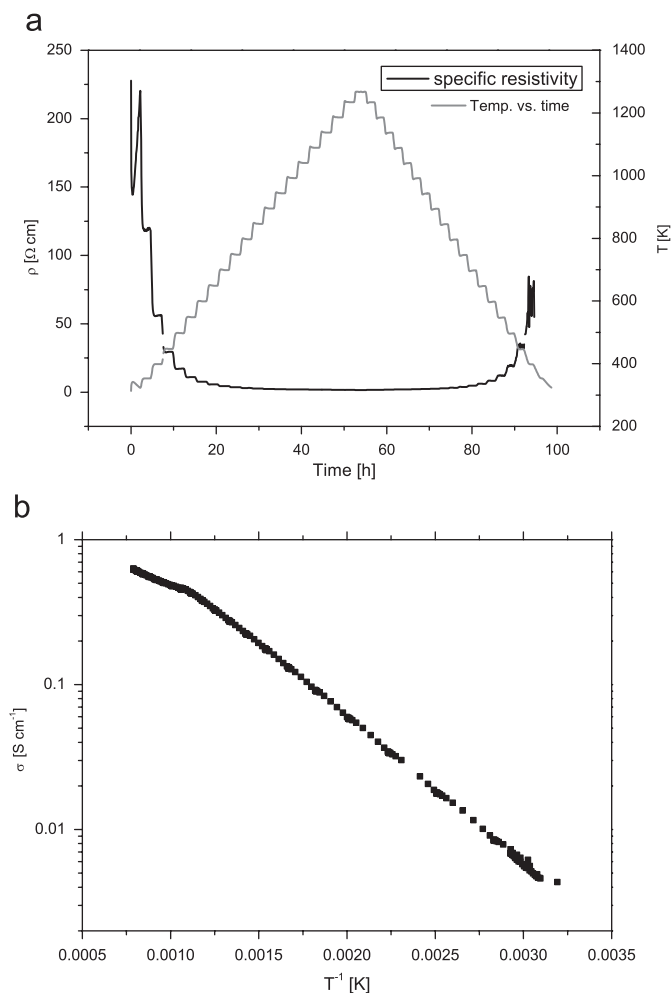 a
250
200
150
100
50
0
ρ [Ω cm]
1400
1200
1000
800
600
400
200
T [K]
specific resistivity
Temp. vs. time
0 20 40 60 80 100
Time [h]
b
1
0.1
0.01
σ [S cm⁻¹]
0.0005 0.0010 0.0015 0.0020 0.0025 0.0030 0.0035
T⁻¹ [K]